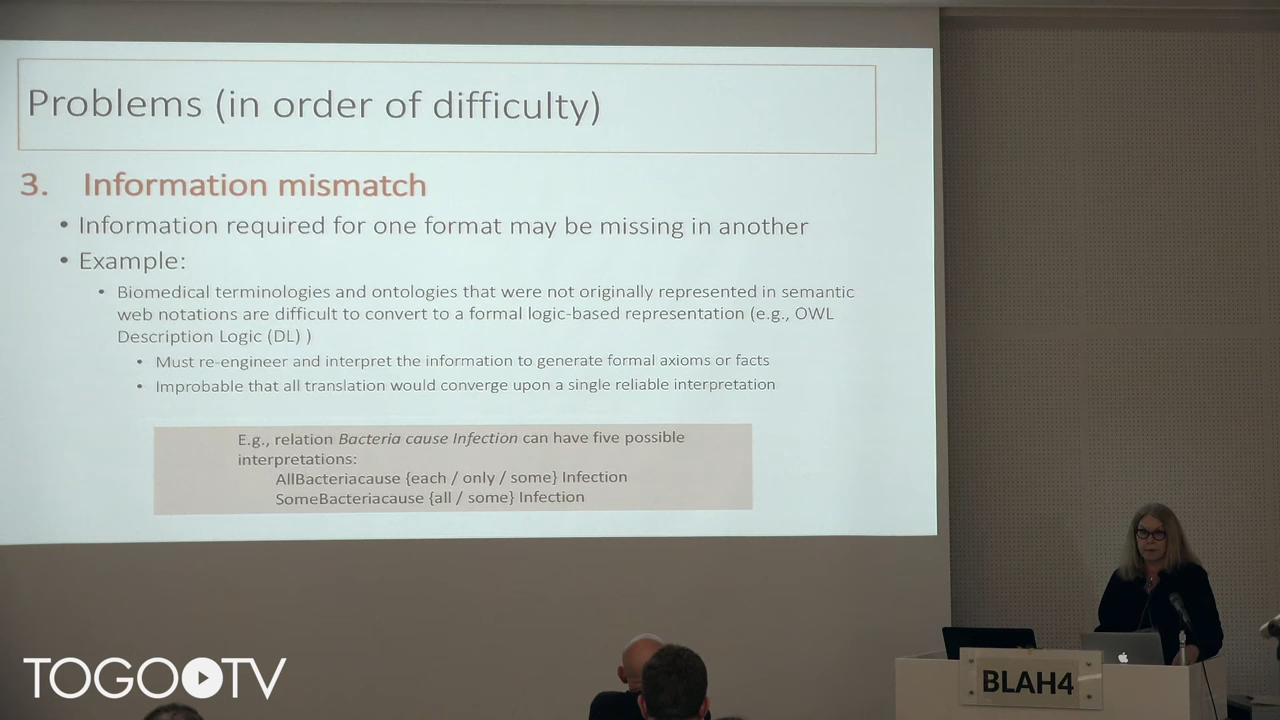 Problems (in order of difficulty)
3. Information mismatch
• Information required for one format may be missing in another
• Example:
• Biomedical terminologies and ontologies that were not originally represented in semantic
web notations are difficult to convert to a formal logic-based representation (e.g., OWL
Description Logic (DL) )
• Must re-engineer and interpret the information to generate formal axioms or facts
• Improbable that all translation would converge upon a single reliable interpretation
E.g., relation Bacteria cause Infection can have five possible
interpretations:
AllBacteriacause {each / only / some} Infection
SomeBacteriacause {all / some} Infection
TOGOTV
BLAH4